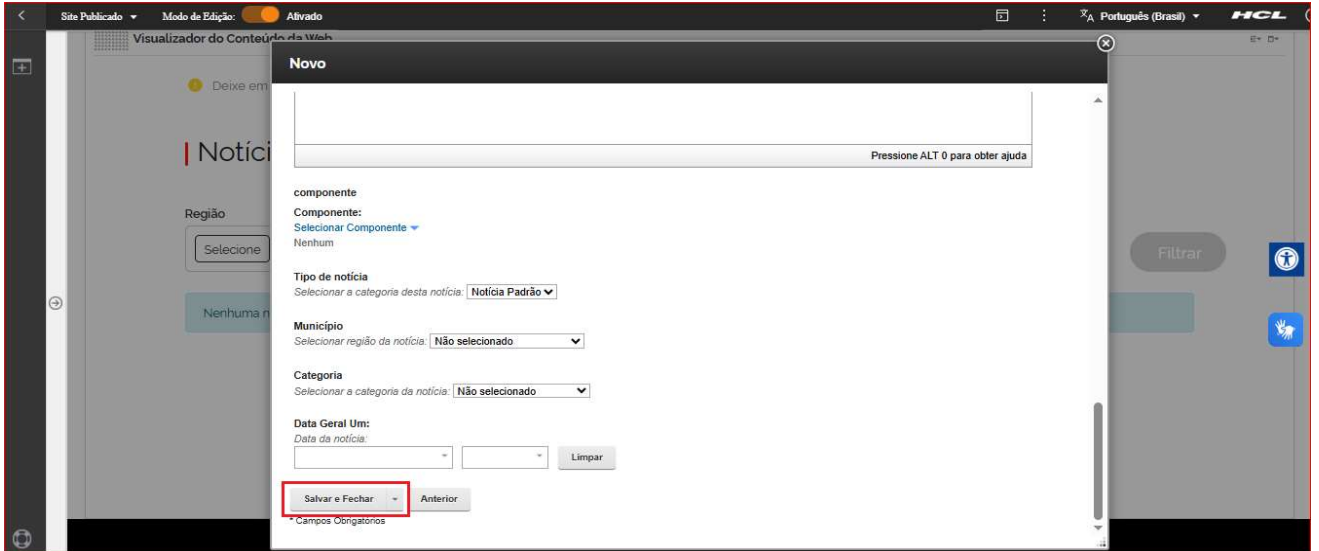 Site Publicado Modo de Edição: Ativado Português (Brasil) HCL
Visualizador do Conteúdo da Web
Novo
Deixe em
Pressione ALT 0 para obter ajuda
Notíci
componente
Região
Componente:
Selecionar Componente
Nenhum
Selecione
Filtrar
Tipo de notícia
Selecionar a categoria desta notícia: Notícia Padrão
Nenhuma n
Município
Selecionar região da notícia: Não selecionado
Categoria
Selecionar a categoria da notícia: Não selecionado
Data Geral Um:
Data da notícia:
Limpar
Salvar e Fechar Anterior
* Campos Obrigatórios